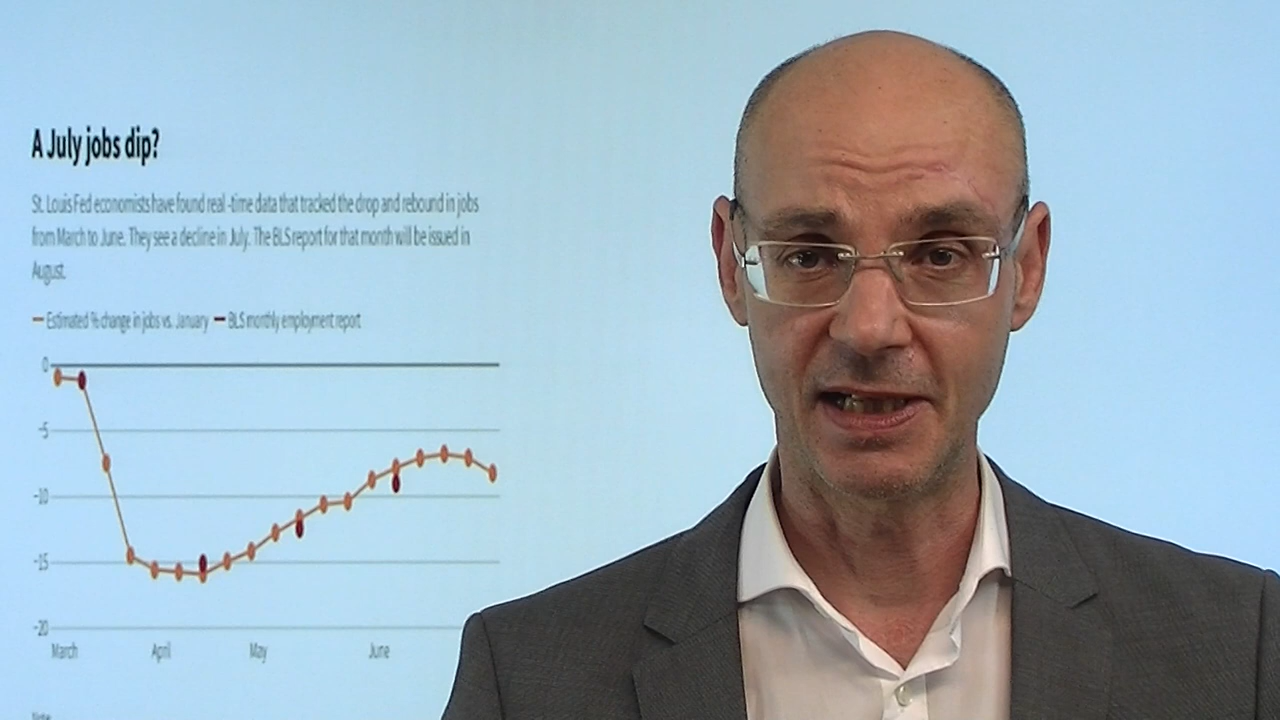 A July jobs dip?
St. Louis Fed economists have found real -time data that tracked the drop and rebound in jobs
from March to June. They see a decline in July. The BLS report for that month will be issued in
August.
Estimated % change in jobs vs. January BLS monthly employment report
0
-5
-10
-15
-20
March April May June
Note